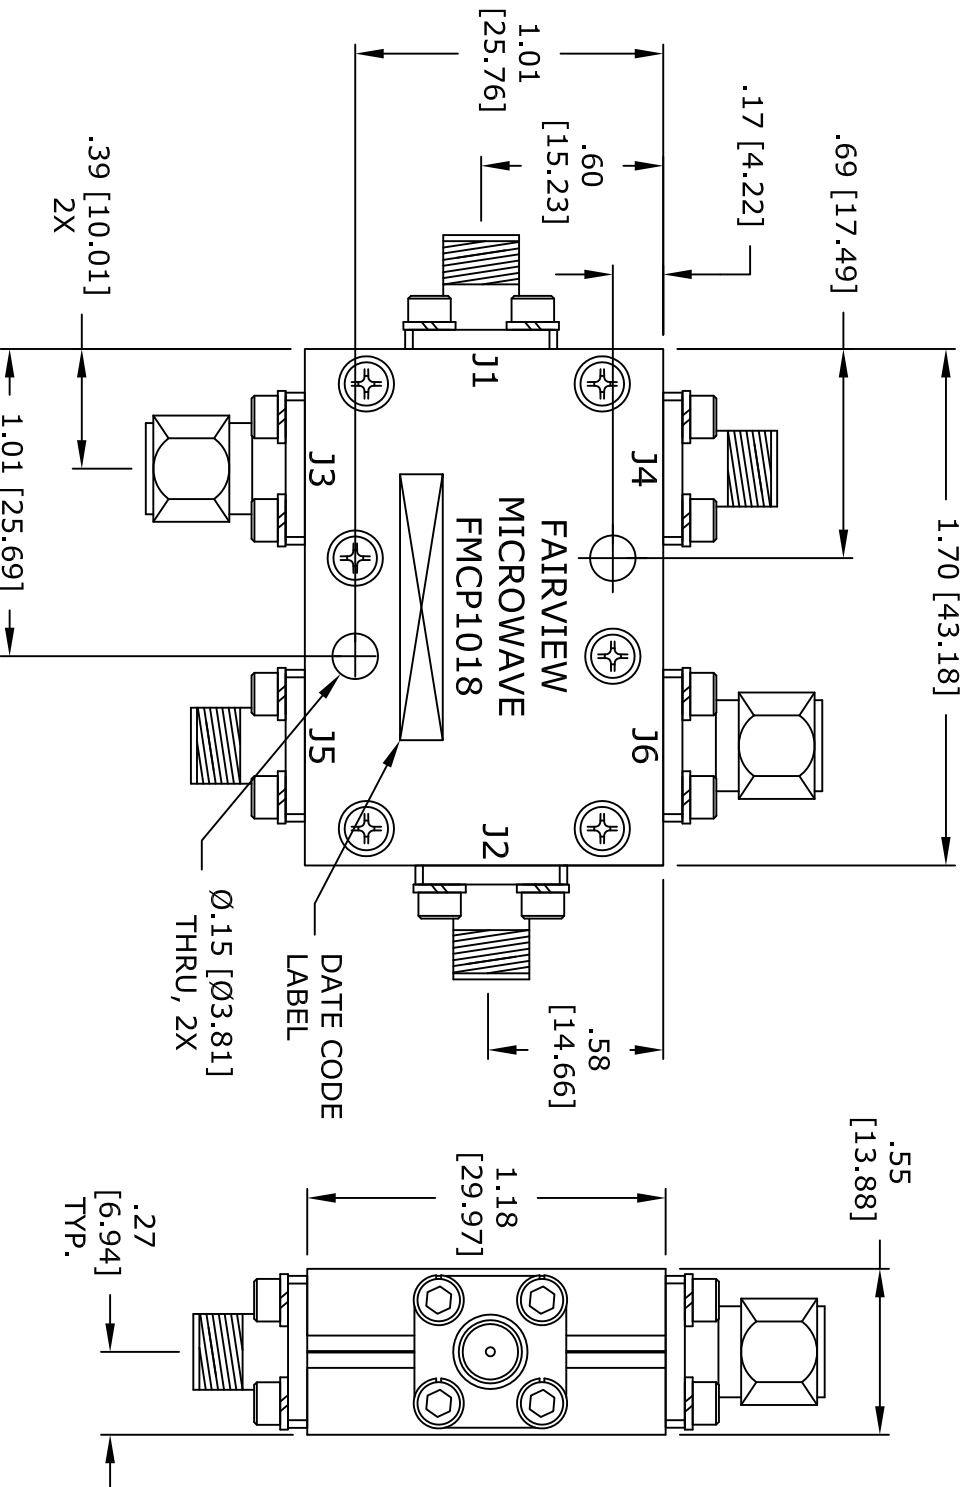 1.70 [43.18]
.69 [17.49]
.17 [4.22]
.60
[15.23]
1.01
[25.76]
.39 [10.01]
2X
1.01 [25.69]
J1
J4
J3
J6
J5
J2
FAIRVIEW
MICROWAVE
FMCP1018
Ø.15 [Ø3.81]
THRU, 2X
DATE CODE
LABEL
.58
[14.66]
.55
[13.88]
1.18
[29.97]
.27
[6.94]
TYP.